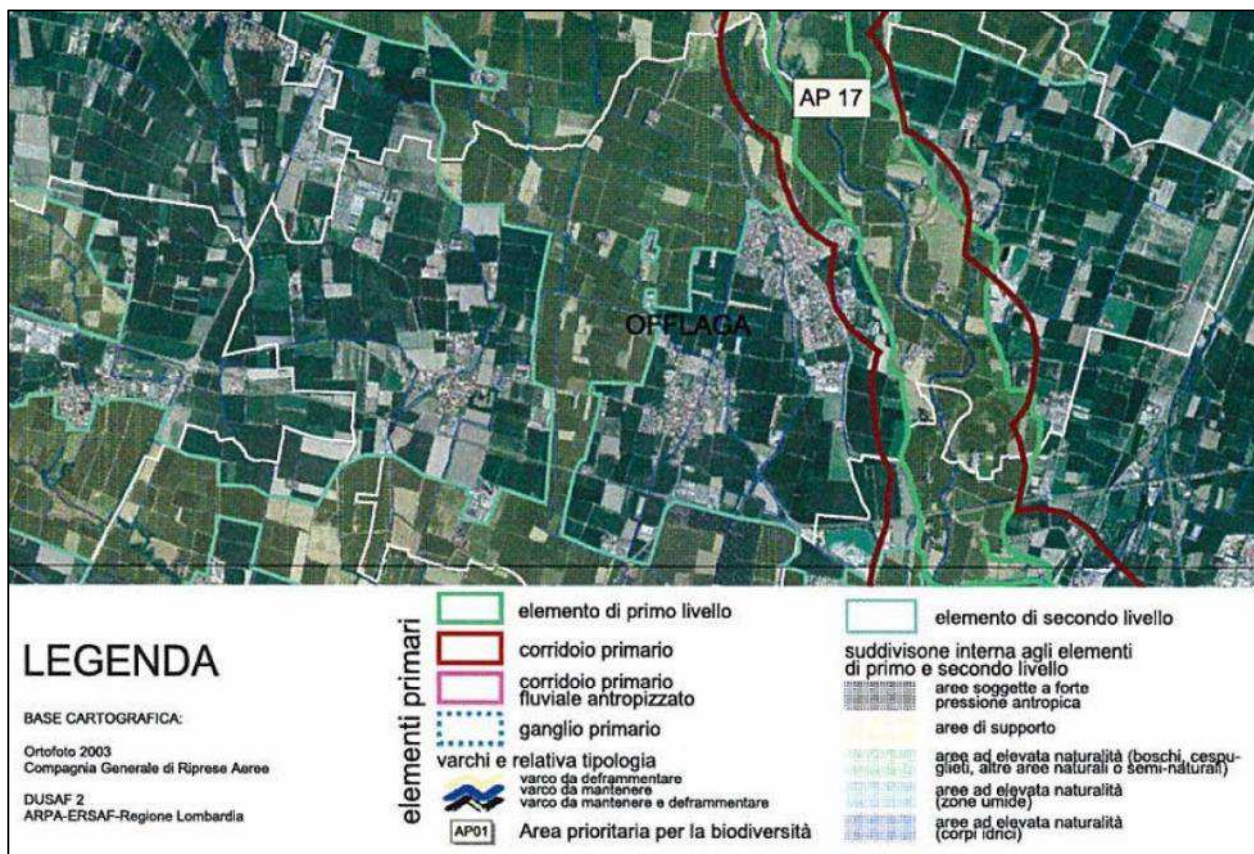 AP 17
OFFLAGA
LEGENDA
BASE CARTOGRAFICA:
Ortofoto 2003
Compagnia Generale di Riprese Aeree
DUSAF 2
ARPA-ERSAF-Regione Lombardia
elementi primari
elemento di primo livello
corridoio primario
corridoio primario
fluviale antropizzato
ganglio primario
varchi e relativa tipologia
varco da deframmentare
varco da mantenere
varco da mantenere e deframmentare
AP01
Area prioritaria per la biodiversità
elemento di secondo livello
suddivisone interna agli elementi
di primo e secondo livello
aree soggette a forte
pressione antropica
aree di supporto
aree ad elevata naturalità (boschi, cespu-
glieti, altre aree naturali o semi-naturali)
aree ad elevata naturalità
(zone umide)
aree ad elevata naturalità
(corpi idrici)